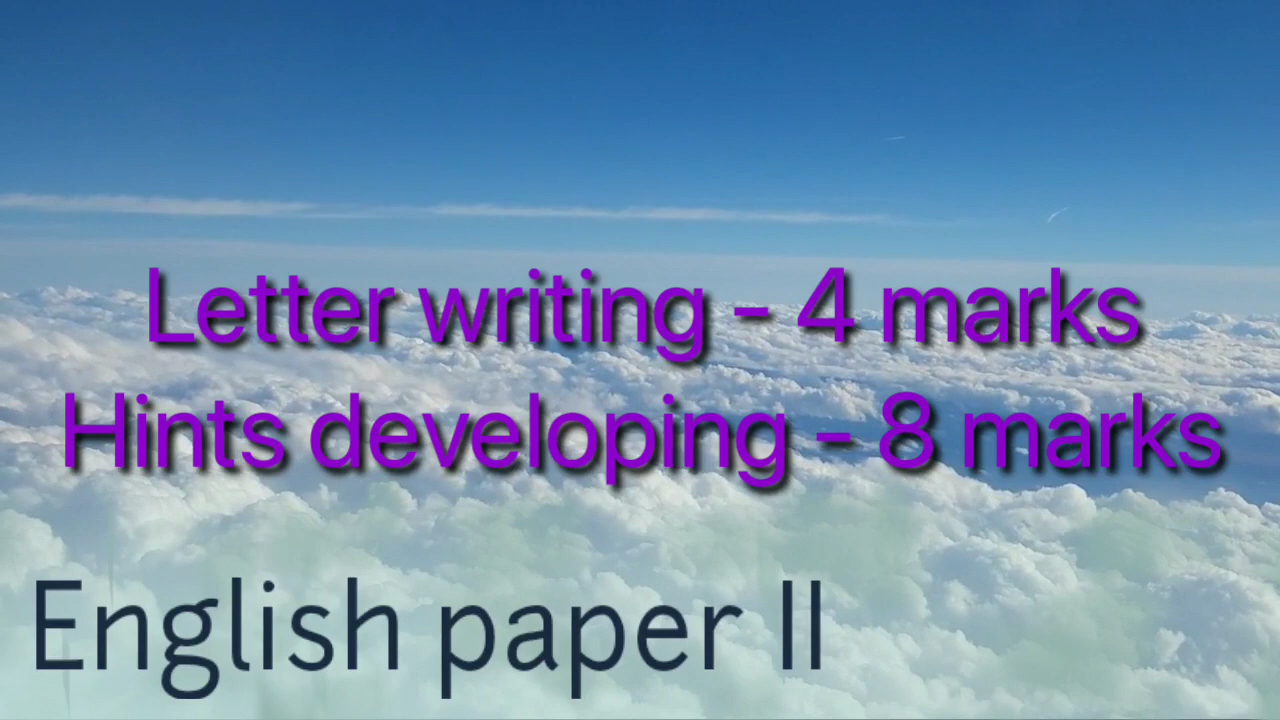 Letter writing - 4 marks
Hints developing - 8 marks
English paper II